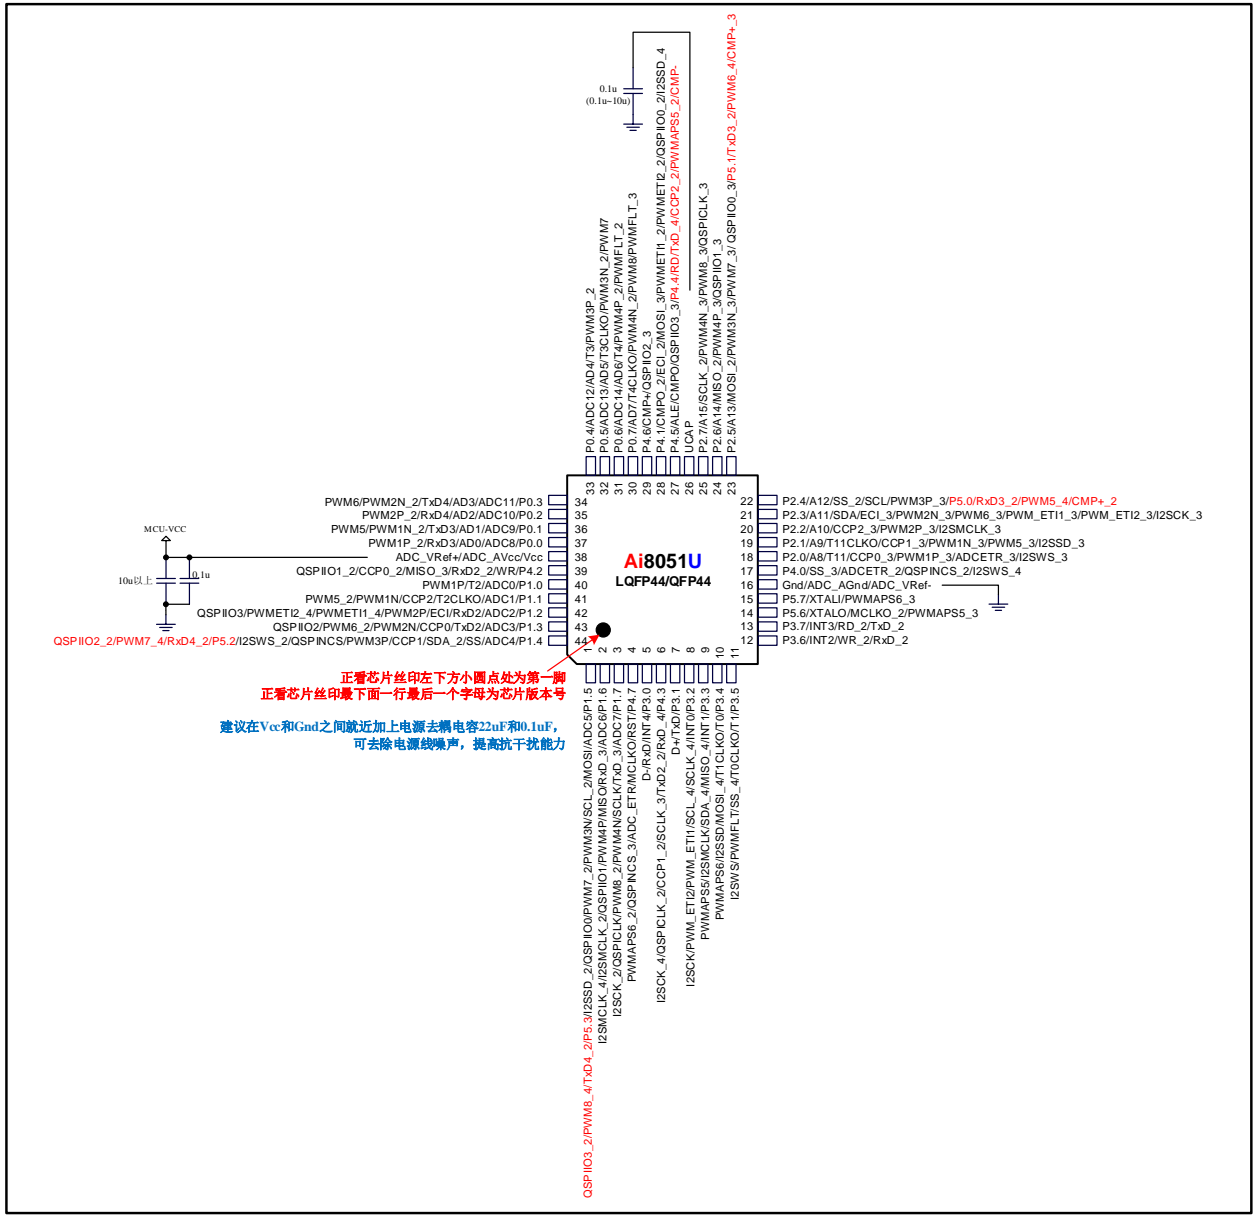 0.1u
(0.1u~10u)
P0.4/ADC12/AD4/T3/PWM3P_2
P0.5/ADC13/AD5/T3CLKO/PWM3N_2/PWM7
P0.6/ADC14/AD6/T4/PWM4P_2/PWMFLT_2
P0.7/AD7/T4CLKO/PWM4N_2/PWM8/PWMFLT_3
P4.6/CMP+/QSPIIO2_3
P4.1/CMPO_2/ECI_2/MOSI_3/PWMETI1_2/PWMETI2_2/QSPIIO0_2/I2SSD_4
P4.5/ALE/CMPO/QSPIIO3_3/P4.4/RD/TxD_4/CCP2_2/PWMAPS5_2/CMP-
UCAP
P2.7/A15/SCLK_2/PWM4N_3/PWM8_3/QSPICLK_3
P2.6/A14/MISO_2/PWM4P_3/QSPIIO1_3
P2.5/A13/MOSI_2/PWM3N_3/PWM7_3/ QSPIIO0_3/P5.1/TxD3_2/PWM6_4/CMP+_3
33
32
31
30
29
28
27
26
25
24
23
PWM6/PWM2N_2/TxD4/AD3/ADC11/P0.3 34
PWM2P_2/RxD4/AD2/ADC10/P0.2 35
PWM5/PWM1N_2/TxD3/AD1/ADC9/P0.1 36
PWM1P_2/RxD3/AD0/ADC8/P0.0 37
ADC_VRef+/ADC_AVcc/Vcc 38
QSPIIO1_2/CCP0_2/MISO_3/RxD2_2/WR/P4.2 39
PWM1P/T2/ADC0/P1.0 40
PWM5_2/PWM1N/CCP2/T2CLKO/ADC1/P1.1 41
QSPIIO3/PWMETI2_4/PWMETI1_4/PWM2P/ECI/RxD2/ADC2/P1.2 42
QSPIIO2/PWM6_2/PWM2N/CCP0/TxD2/ADC3/P1.3 43
QSPIIO2_2/PWM7_4/RxD4_2/P5.2/I2SWS_2/QSPINCS/PWM3P/CCP1/SDA_2/SS/ADC4/P1.4 44
MCU-VCC
10u以上
0.1u
Ai8051U
LQFP44/QFP44
22 P2.4/A12/SS_2/SCL/PWM3P_3/P5.0/RxD3_2/PWM5_4/CMP+_2
21 P2.3/A11/SDA/ECI_3/PWM2N_3/PWM6_3/PWM_ETI1_3/PWM_ETI2_3/I2SCK_3
20 P2.2/A10/CCP2_3/PWM2P_3/I2SMCLK_3
19 P2.1/A9/T11CLKO/CCP1_3/PWM1N_3/PWM5_3/I2SSD_3
18 P2.0/A8/T11/CCP0_3/PWM1P_3/ADCETR_3/I2SWS_3
17 P4.0/SS_3/ADCETR_2/QSPINCS_2/I2SWS_4
16 Gnd/ADC_AGnd/ADC_VRef-
15 P5.7/XTALI/PWMAPS6_3
14 P5.6/XTALO/MCLKO_2/PWMAPS5_3
13 P3.7/INT3/RD_2/TxD_2
12 P3.6/INT2/WR_2/RxD_2
1
2
3
4
5
6
7
8
9
10
11
正看芯片丝印左下方小圆点处为第一脚
正看芯片丝印最下面一行最后一个字母为芯片版本号
建议在Vcc和Gnd之间就近加上电源去耦电容22uF和0.1uF，
可去除电源线噪声，提高抗干扰能力
QSPIIO3_2/PWM8_4/TxD4_2/P5.3/I2SSD_2/QSPIIO0/PWM7_2/PWM3N/SCL_2/MOSI/ADC5/P1.5
I2SMCLK_4/I2SMCLK_2/QSPIIO1/PWM4P/MISO/RxD_3/ADC6/P1.6
I2SCK_2/QSPICLK/PWM8_2/PWM4N/SCLK/TxD_3/ADC7/P1.7
PWMAPS6_2/QSPINCS_3/ADC_ETR/MCLKO/RST/P4.7
D-/RxD/INT4/P3.0
I2SCK_4/QSPICLK_2/CCP1_2/SCLK_3/TxD2_2/RxD_4/P4.3
D+/TxD/P3.1
I2SCK/PWM_ETI2/PWM_ETI1/SCL_4/SCLK_4/INT0/P3.2
PWMAPS5/I2SMCLK/SDA_4/MISO_4/INT1/P3.3
PWMAPS6/I2SSD/MOSI_4/T1CLKO/T0/P3.4
I2SWS/PWMFLT/SS_4/T0CLKO/T1/P3.5